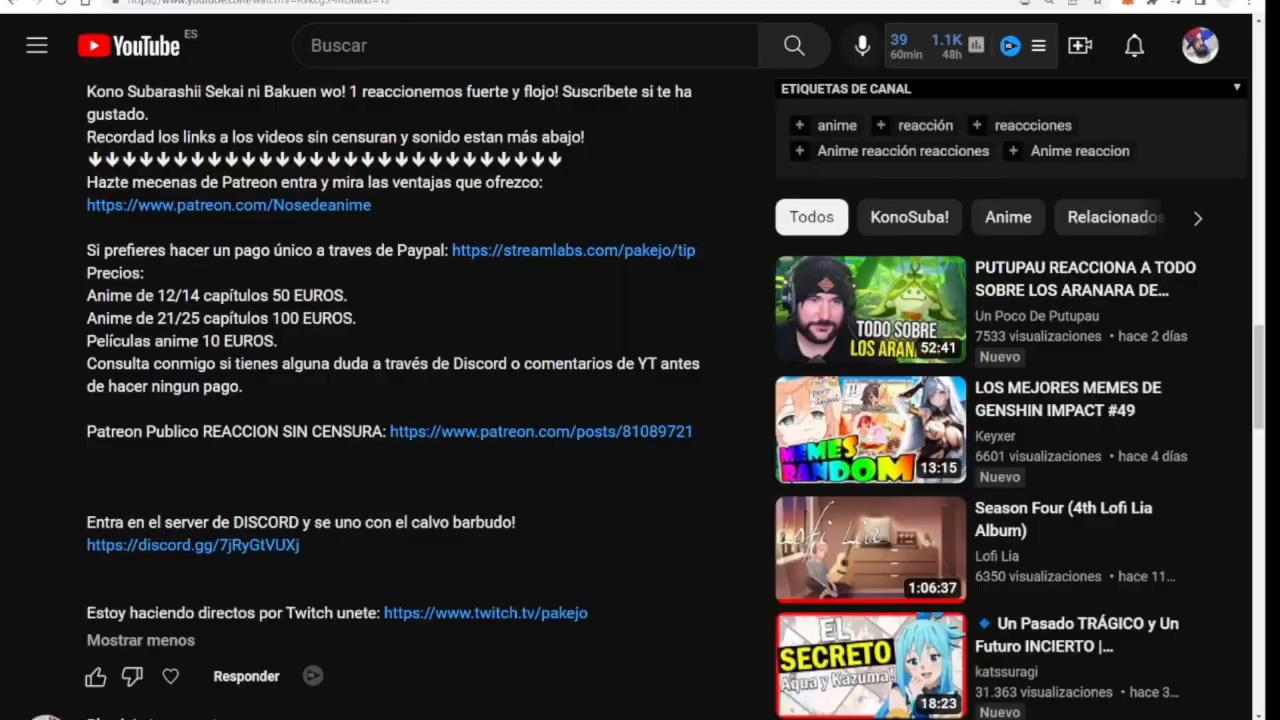 YouTube
ES
Buscar
39
60min
1.1K
48h
Kono Subarashii Sekai ni Bakuen wo! 1 reaccionemos fuerte y flojo! Suscríbete si te ha
gustado.
Recordad los links a los videos sin censuran y sonido estan más abajo!
Hazte mecenas de Patreon entra y mira las ventajas que ofrezco:
https://www.patreon.com/Nosedeanime
Si prefieres hacer un pago único a traves de Paypal: https://streamlabs.com/pakejo/tip
Precios:
Anime de 12/14 capítulos 50 EUROS.
Anime de 21/25 capítulos 100 EUROS.
Películas anime 10 EUROS.
Consulta conmigo si tienes alguna duda a través de Discord o comentarios de YT antes
de hacer ningun pago.
Patreon Publico REACCION SIN CENSURA: https://www.patreon.com/posts/81089721
Entra en el server de DISCORD y se uno con el calvo barbudo!
https://discord.gg/7jRyGtVUXj
Estoy haciendo directos por Twitch unete: https://www.twitch.tv/pakejo
Mostrar menos
Responder
ETIQUETAS DE CANAL
+ anime + reacción + reaccciones
+ Anime reacción reacciones + Anime reaccion
Todos KonoSuba! Anime Relacionados
TODO SOBRE
LOS ARAN
52:41
PUTUPAU REACCIONA A TODO
SOBRE LOS ARANARA DE...
Un Poco De Putupau
7533 visualizaciones • hace 2 días
Nuevo
MEMES
RANDOM
13:15
LOS MEJORES MEMES DE
GENSHIN IMPACT #49
Keyxer
6601 visualizaciones • hace 4 días
Nuevo
Lofi Lia
1:06:37
Season Four (4th Lofi Lia
Album)
Lofi Lia
6350 visualizaciones • hace 11...
EL
SECRETO
Aqua y Kazuma!
18:23
Un Pasado TRÁGICO y Un
Futuro INCIERTO |...
katssuragi
31.363 visualizaciones • hace 3...
Nuevo